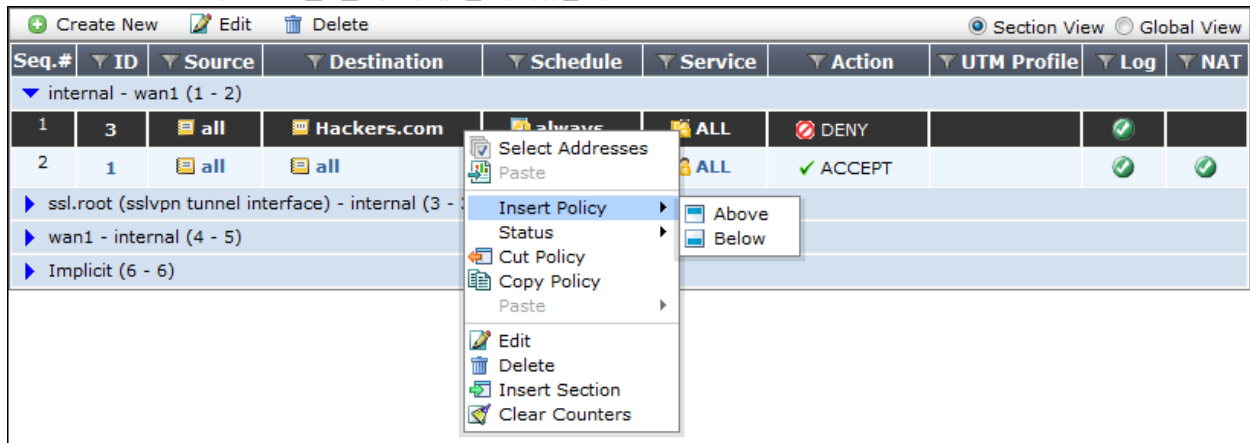 Create New Edit Delete Section View Global View
Seq.# ID Source Destination Schedule Service Action UTM Profile Log NAT
internal - wan1 (1 - 2)
1 3 all Hackers.com always ALL DENY
2 1 all all ALL ACCEPT
ssl.root (sslvpn tunnel interface) - internal (3 -
wan1 - internal (4 - 5)
Implicit (6 - 6)
Select Addresses
Paste
Insert Policy
Above
Below
Status
Cut Policy
Copy Policy
Paste
Edit
Delete
Insert Section
Clear Counters